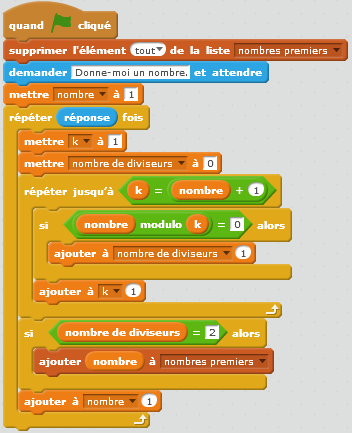 quand cliqué
supprimer l'élément tout de la liste nombres premiers
demander Donne-moi un nombre. et attendre
mettre nombre à 1
répéter réponse fois
mettre k à 1
mettre nombre de diviseurs à 0
répéter jusqu'à k = nombre + 1
si nombre modulo k = 0 alors
ajouter à nombre de diviseurs 1
ajouter à k 1
si nombre de diviseurs = 2 alors
ajouter nombre à nombres premiers
ajouter à nombre 1